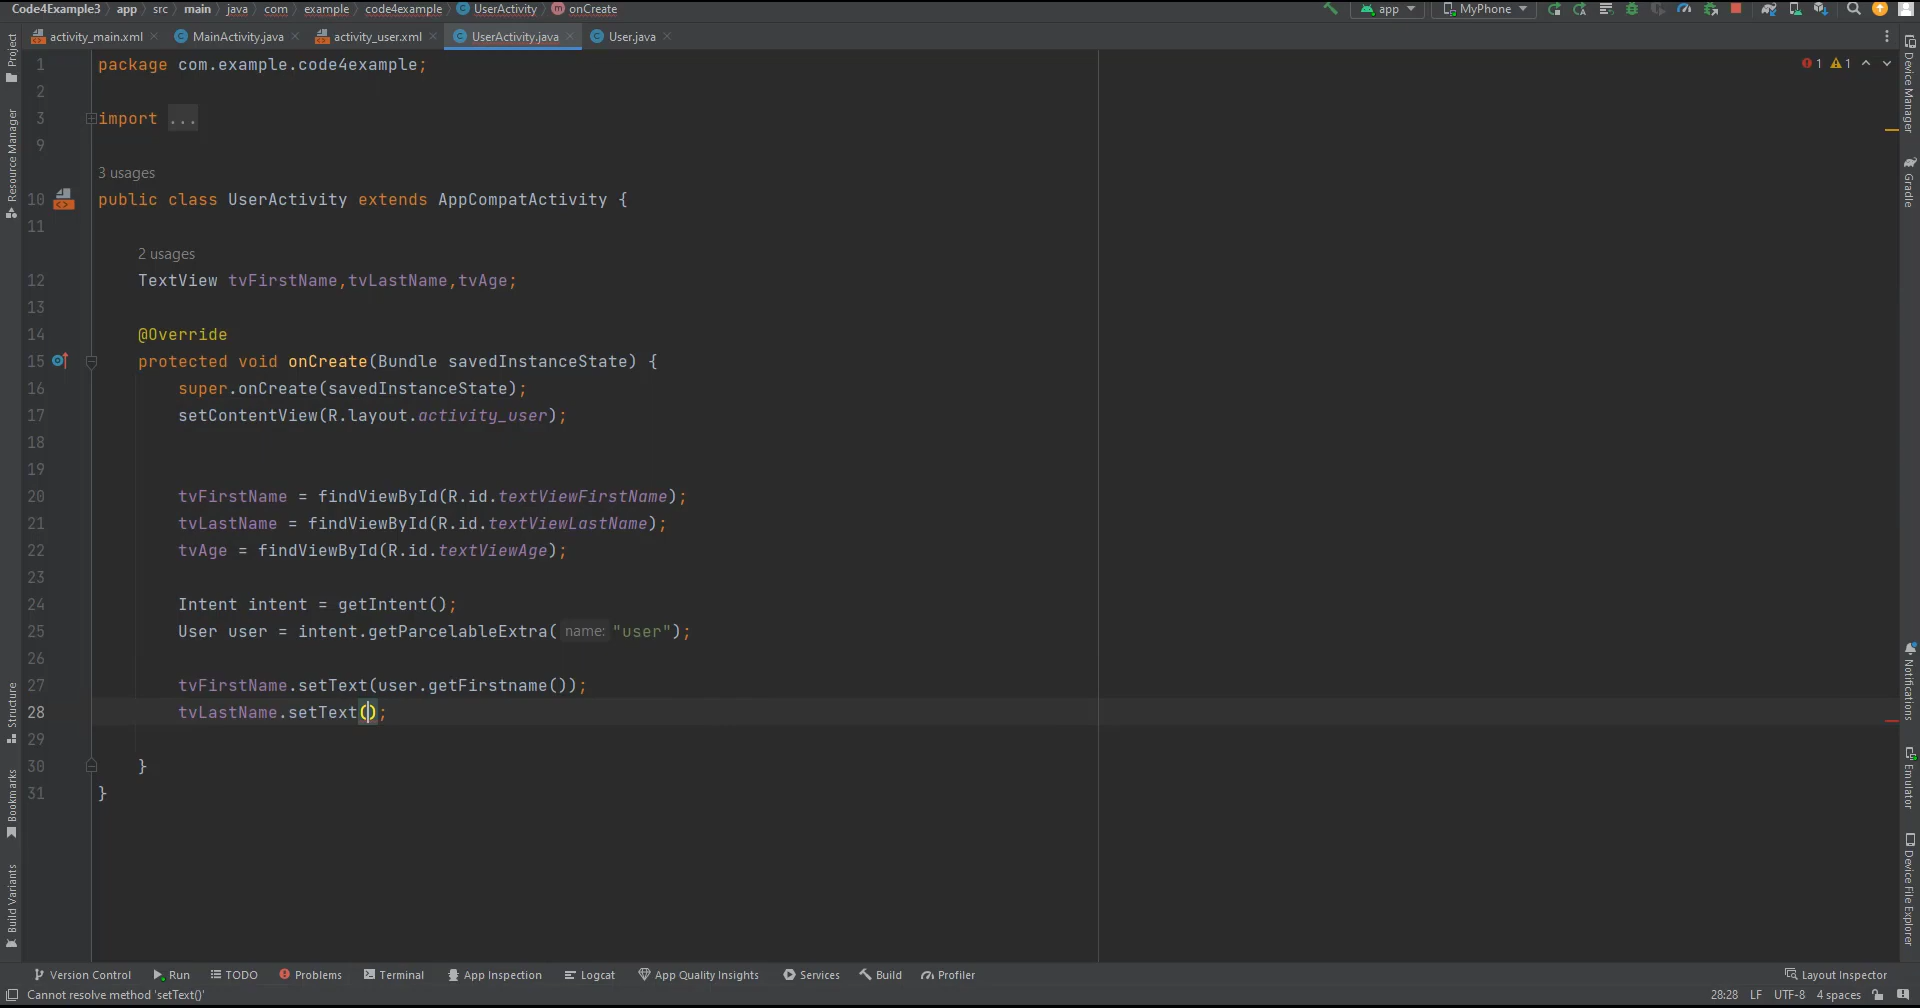 Code4Example3 app src main java com example code4example UserActivity onCreate app MyPhone
activity_main.xml MainActivity.java activity_user.xml UserActivity.java User.java
1 package com.example.code4example;
1 1
2
3 import ...
9
3 usages
10 public class UserActivity extends AppCompatActivity {
11
2 usages
12 TextView tvFirstName,tvLastName,tvAge;
13
14 @Override
15 protected void onCreate(Bundle savedInstanceState) {
16 super.onCreate(savedInstanceState);
17 setContentView(R.layout.activity_user);
18
19
20 tvFirstName = findViewById(R.id.textViewFirstName);
21 tvLastName = findViewById(R.id.textViewLastName);
22 tvAge = findViewById(R.id.textViewAge);
23
24 Intent intent = getIntent();
25 User user = intent.getParcelableExtra( name: "user");
26
27 tvFirstName.setText(user.getFirstname());
28 tvLastName.setText();
29
30 }
31 }
Project
Resource Manager
Structure
Bookmarks
Build Variants
Device Manager
Gradle
Notifications
Emulator
Device File Explorer
Version Control Run TODO Problems Terminal App Inspection Logcat App Quality Insights Services Build Profiler Layout Inspector
Cannot resolve method 'setText()' 28:28 LF UTF-8 4 spaces